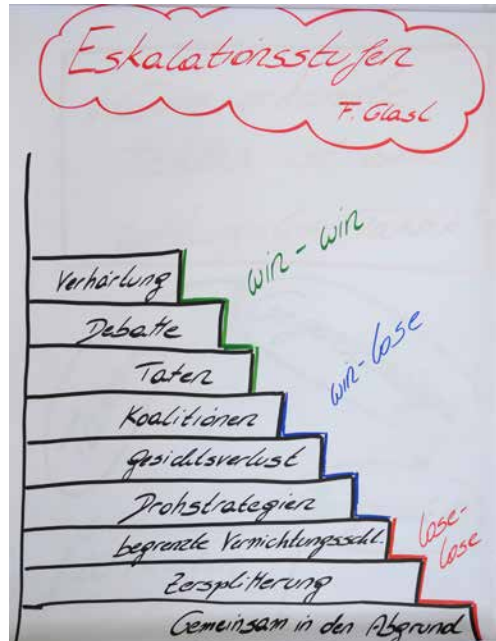 Eskalationsstufen
F. Glasl
win - win
Verhärtung
Debatte
Taten
win-lose
Koalitionen
Gesichtsverlust
Drohstrategien
lose-
lose
begrenzte Vernichtungsschl.
Zersplitterung
Gemeinsam in den Abgrund